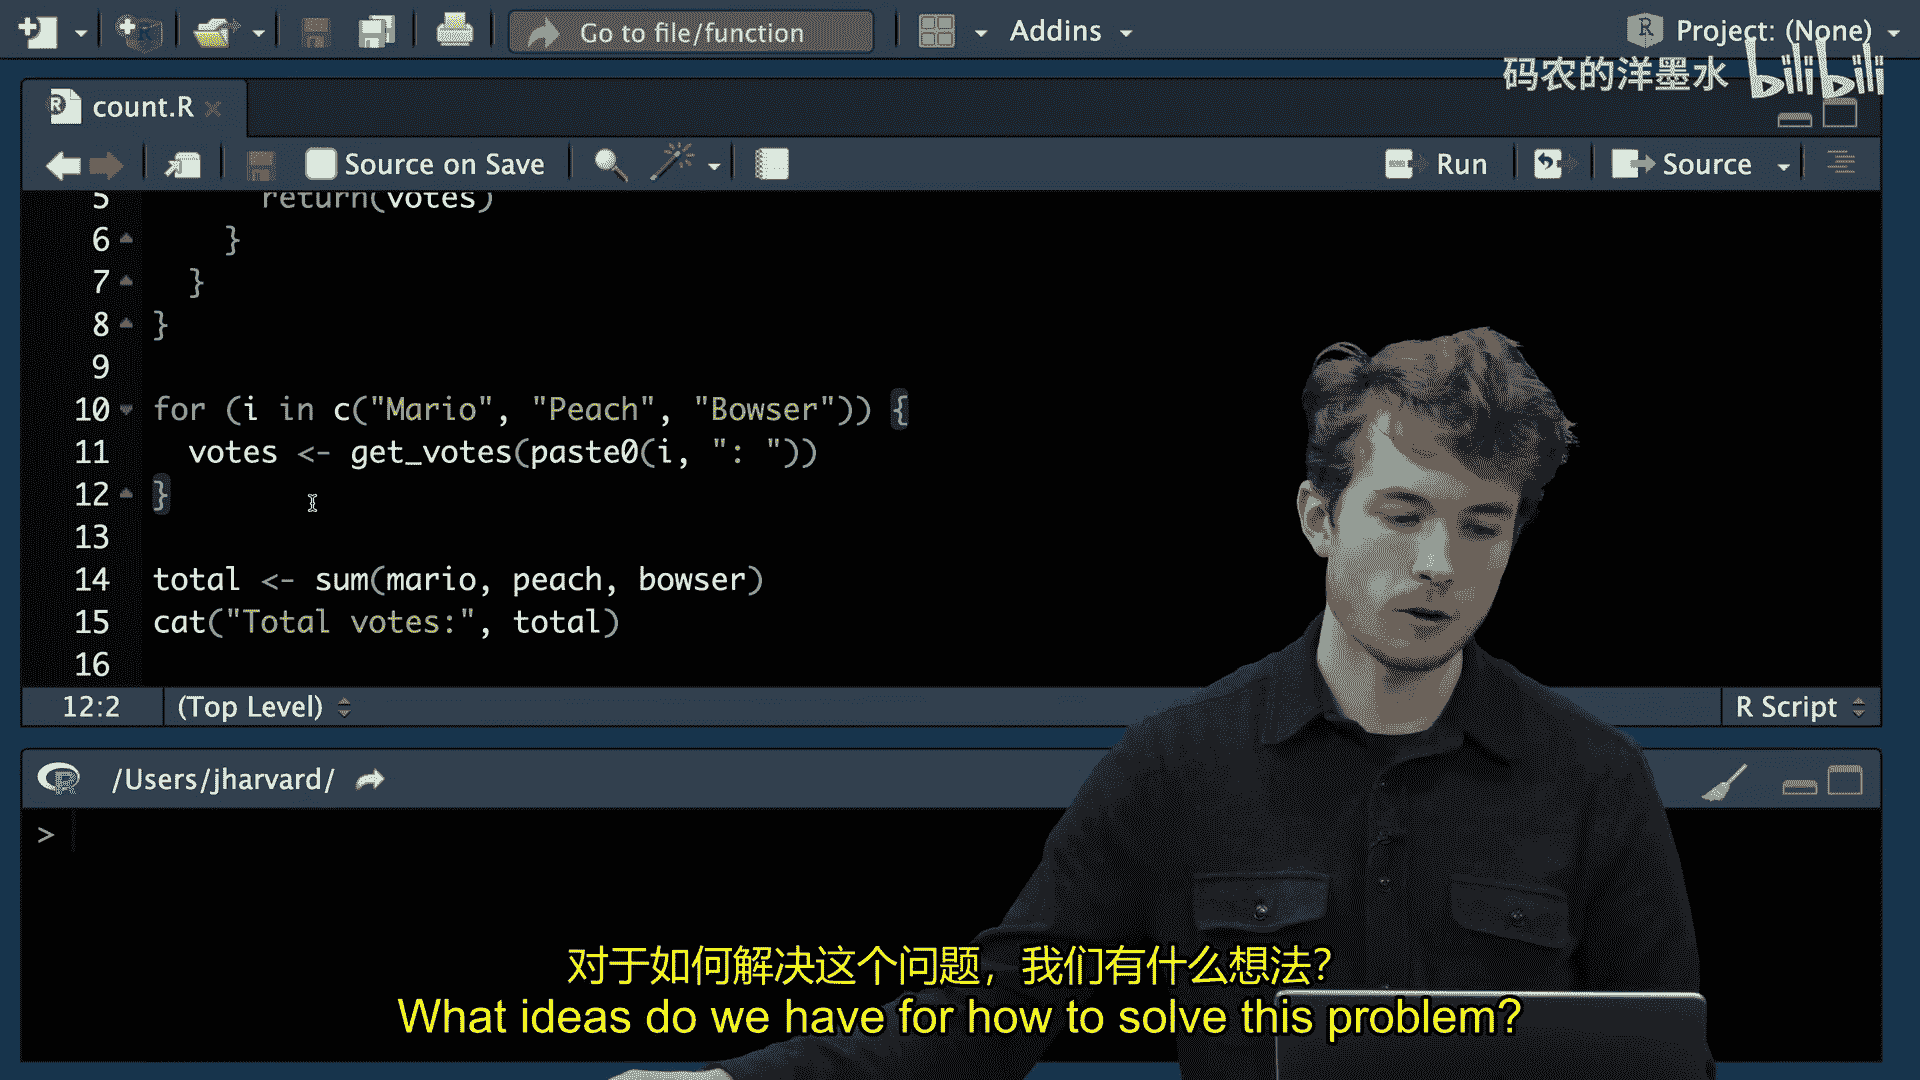 Go to file/function
Addins
Project: (None)
码农的洋墨水 bilibili
count.R
Source on Save
Run
Source
5 return(votes)
6 }
7 }
8 }
9
10 for (i in c("Mario", "Peach", "Bowser")) {
11 votes <- get_votes(paste0(i, ": "))
12 }
13
14 total <- sum(mario, peach, bowser)
15 cat("Total votes:", total)
16
12:2 (Top Level) R Script
/Users/jharvard/
>
对于如何解决这个问题，我们有什么想法？
What ideas do we have for how to solve this problem?